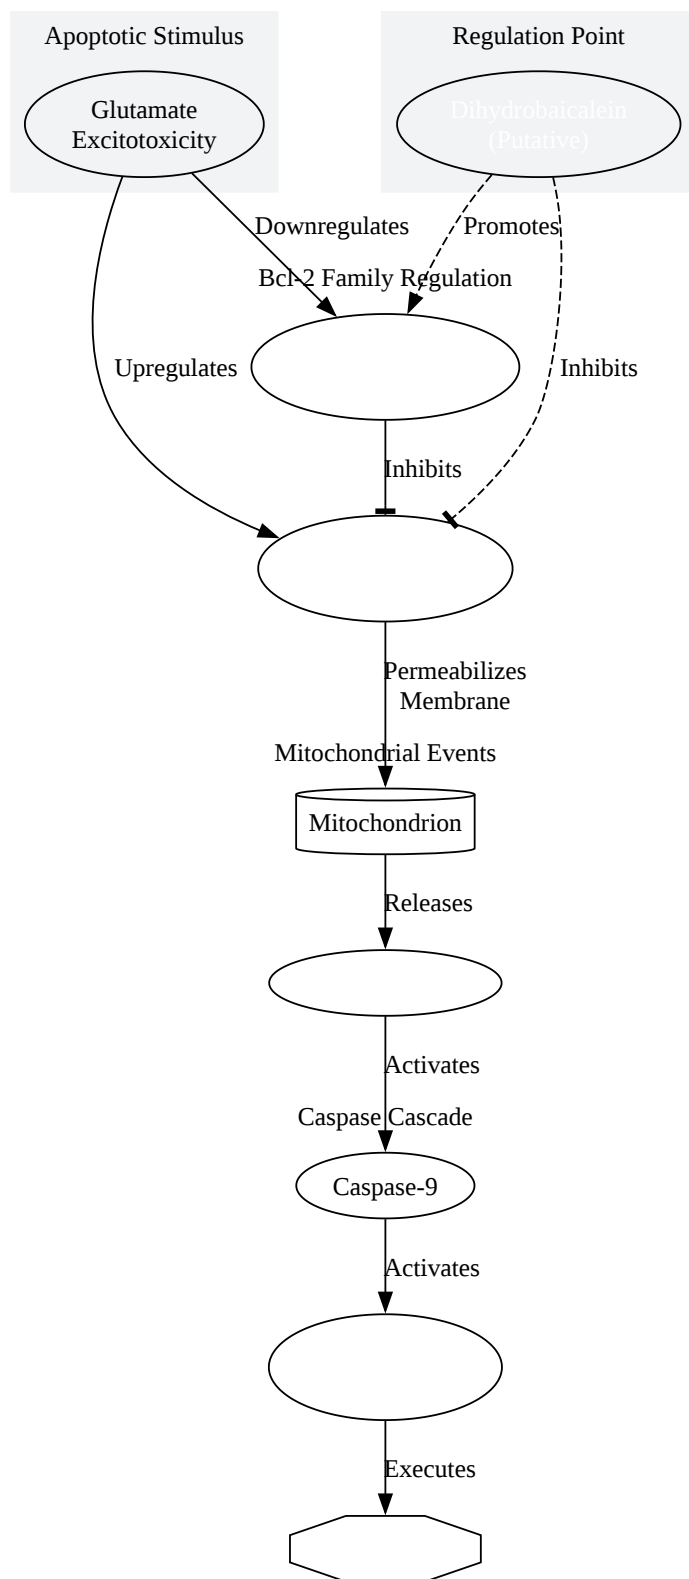 Apoptotic Stimulus
Regulation Point
Glutamate
Excitotoxicity
Dihydrobaicalein
(Putative)
Downregulates
Promotes
Bcl-2 Family Regulation
Upregulates
Inhibits
Inhibits
Permeabilizes
Membrane
Mitochondrial Events
Mitochondrion
Releases
Activates
Caspase Cascade
Caspase-9
Activates
Executes